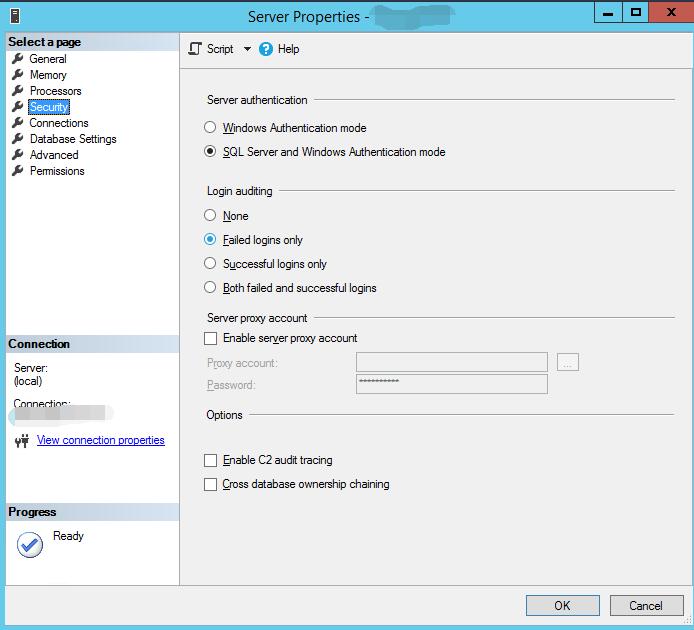 Server Properties -
X
Select a page
General
Memory
Processors
Security
Connections
Database Settings
Advanced
Permissions
Script
Help
Server authentication
Windows Authentication mode
SQL Server and Windows Authentication mode
Login auditing
None
Failed logins only
Successful logins only
Both failed and successful logins
Server proxy account
Enable server proxy account
Proxy account:
...
Password:
**********
Options
Enable C2 audit tracing
Cross database ownership chaining
Connection
Server:
(local)
Connection:
View connection properties
Progress
Ready
OK
Cancel